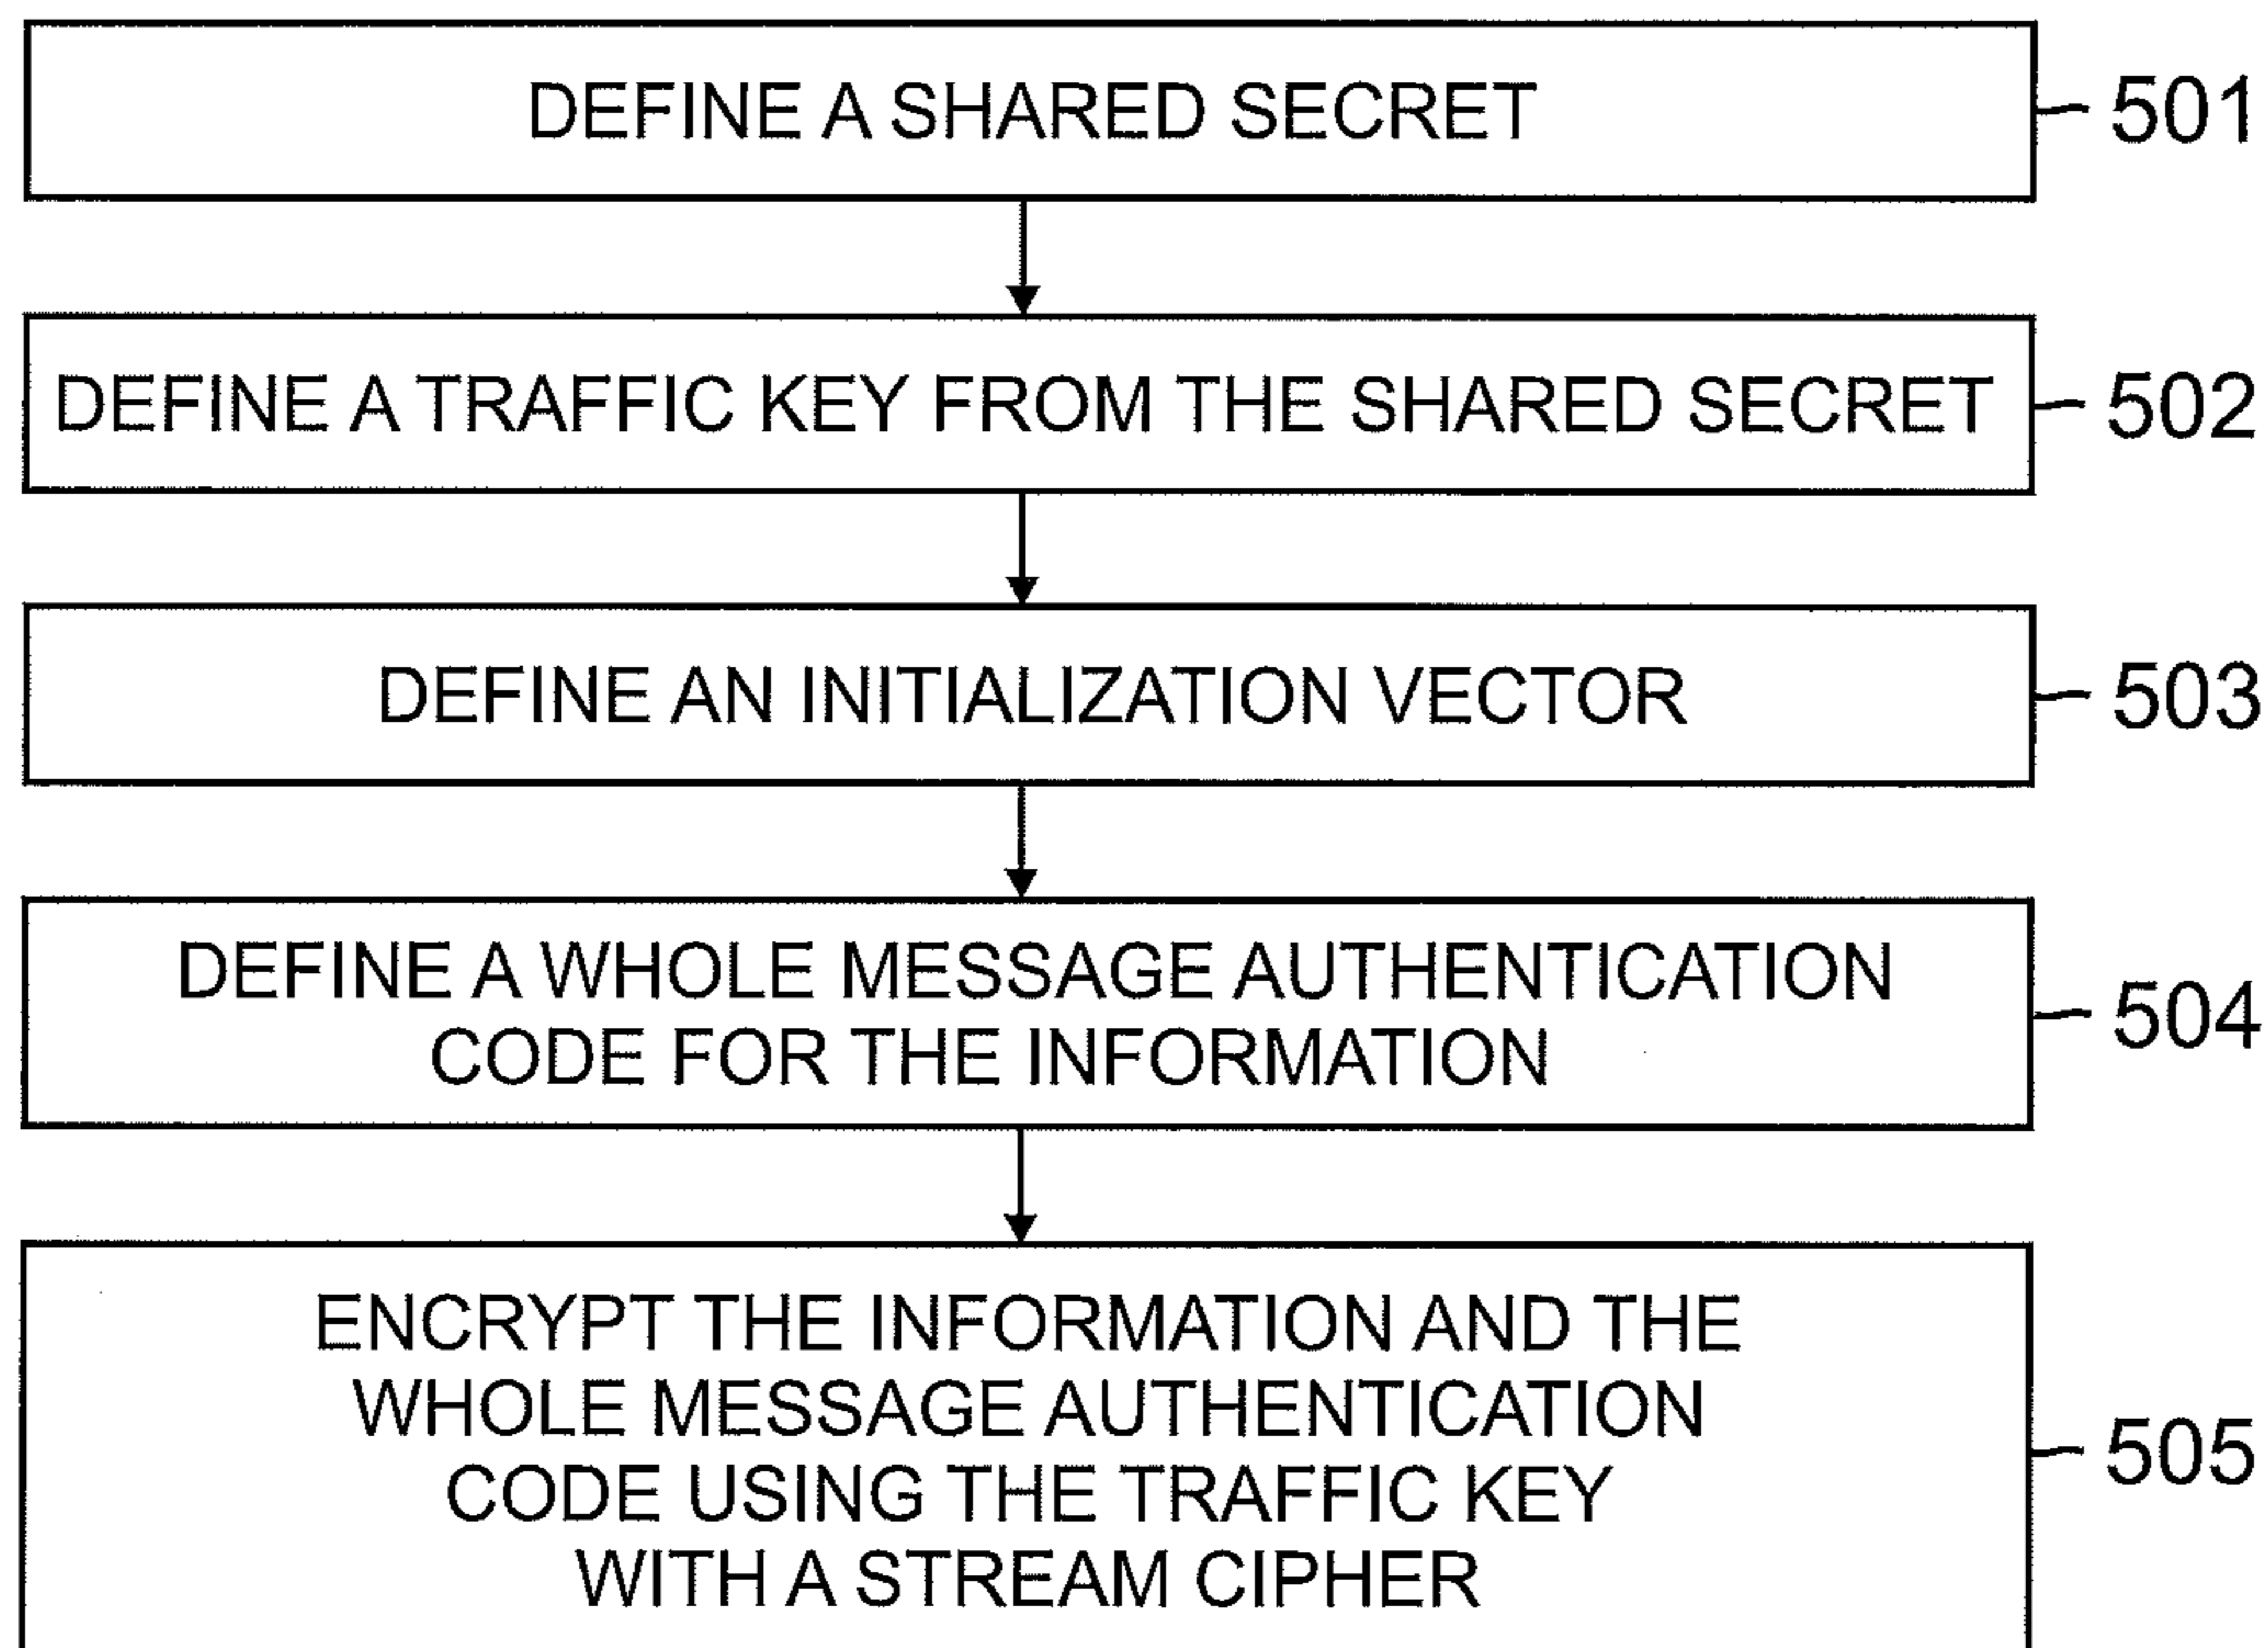 DEFINE A SHARED SECRET
501
DEFINE A TRAFFIC KEY FROM THE SHARED SECRET
502
DEFINE AN INITIALIZATION VECTOR
503
DEFINE A WHOLE MESSAGE AUTHENTICATION
CODE FOR THE INFORMATION
504
ENCRYPT THE INFORMATION AND THE
WHOLE MESSAGE AUTHENTICATION
CODE USING THE TRAFFIC KEY
WITH A STREAM CIPHER
505